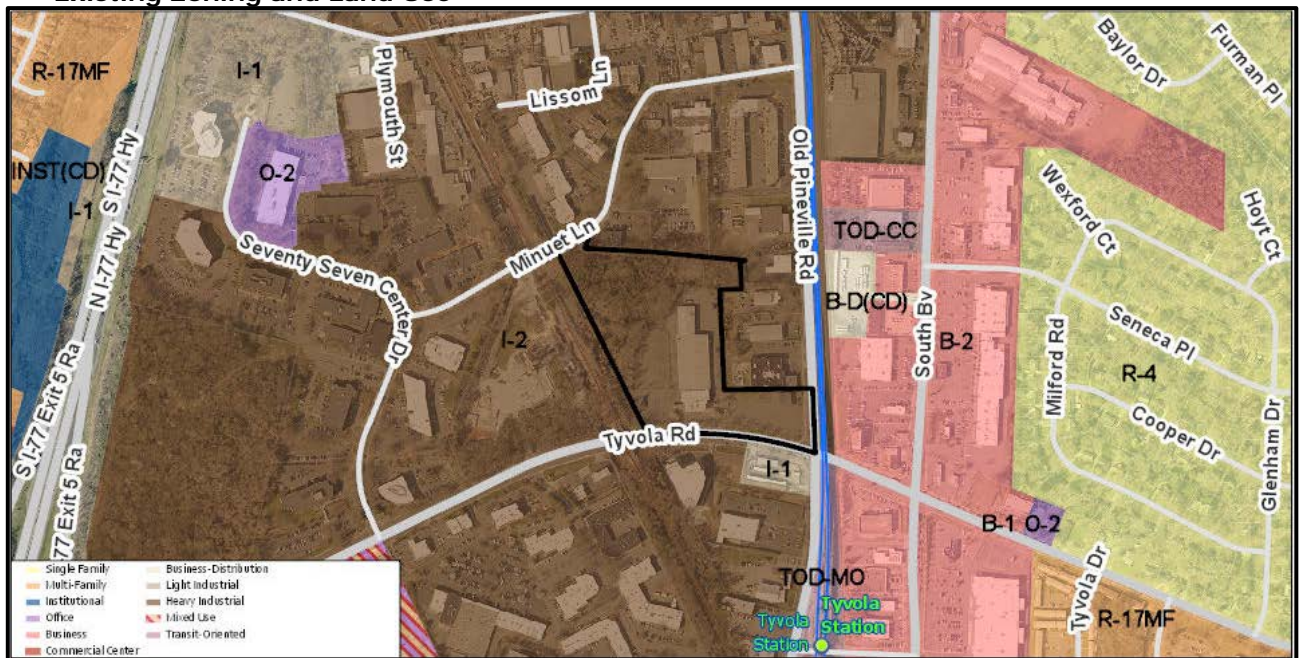 Existing Zoning and Land Use
R-17MF
I-1
Plymouth St
Lissom Ln
Baylor Dr
Furman Pl
INST(CD)
I-1
S I-77 Hy
N I-77 Hy
O-2
Old Pineville Rd
TOD-CC
Wexford Ct
Hoyt Ct
Seventy Seven Center Dr
Minuet Ln
B-D(CD)
South Bv
B-2
Seneca Pl
Milford Rd
R-4
I-2
Cooper Dr
Glenham Dr
S I-77 Exit 5 Ra
77 Exit 5 Ra
Tyvola Rd
I-1
B-1
O-2
TOD-MO
Tyvola Dr
R-17MF
Tyvola
Station
Tyvola
Station
Single Family
Multi-Family
Institutional
Office
Business
Commercial Center
Business-Distribution
Light Industrial
Heavy Industrial
Mixed Use
Transit-Oriented